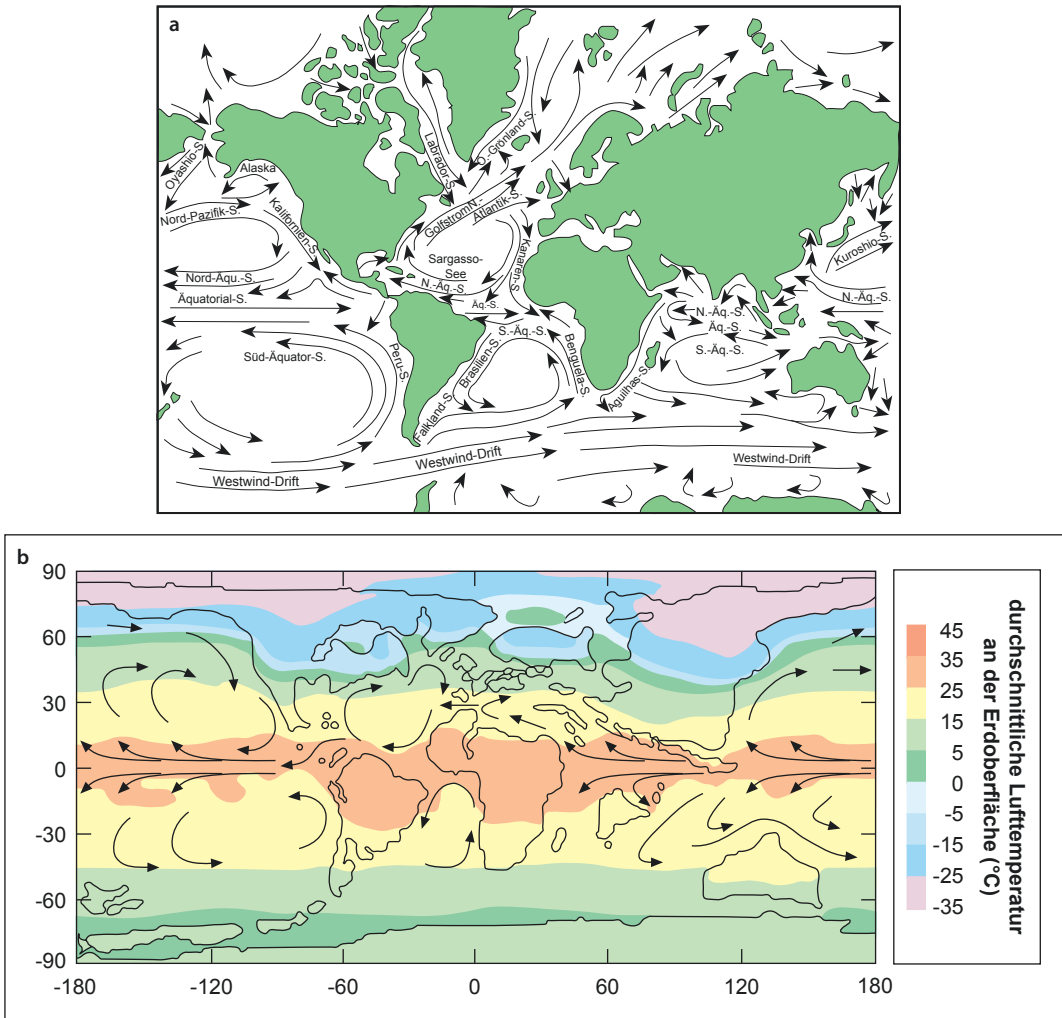 a
Oyashio-S.
Alaska
Nord-Pazifik-S.
Kalifornien-S.
Nord-Äqu.-S.
Äquatorial-S.
Süd-Äquator-S.
Peru-S.
Westwind-Drift
Labrador-S.
O.-Grönland-S.
GolfstromN.-
Atlantik-S.
Sargasso-
See
N.-Äq.-S.
Kanaren-S.
Äq.-S.
S.-Äq.-S.
Brasilien-S.
Falkland-S.
Benguela-S.
Aguilhas-S.
Westwind-Drift
N.-Äq.-S.
Äq.-S.
S.-Äq.-S.
Kuroshio-S.
N.-Äq.-S.
Westwind-Drift
b
90
60
30
0
-30
-60
-90
-180
-120
-60
0
60
120
180
45
35
25
15
5
0
-5
-15
-25
-35
durchschnittliche Lufttemperatur
an der Erdoberfläche (°C)